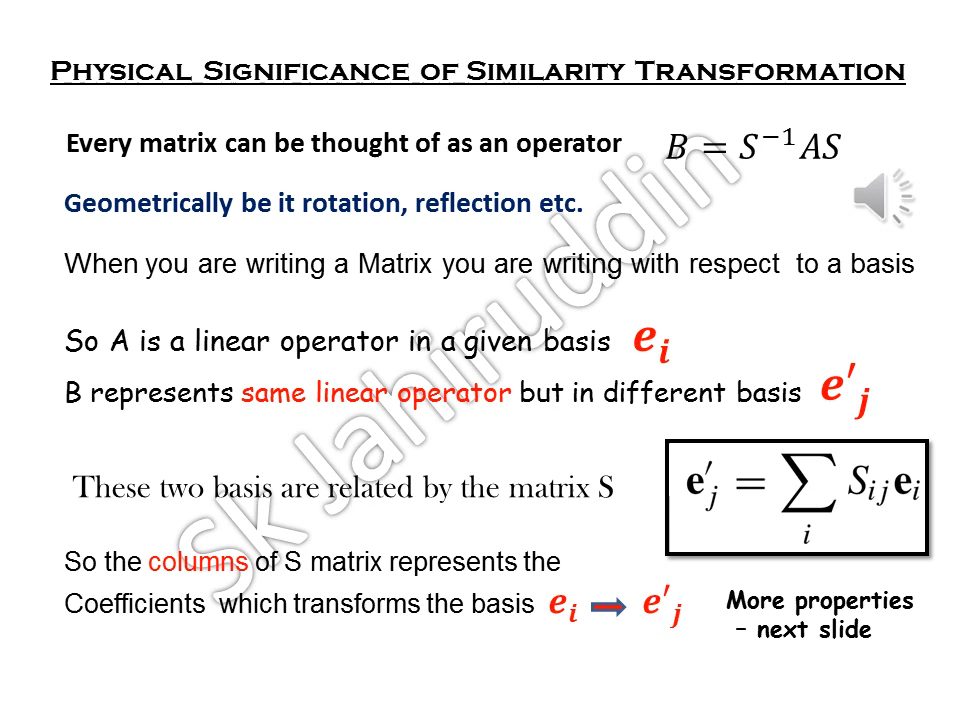 Physical Significance of Similarity Transformation
Every matrix can be thought of as an operator B = S⁻¹AS
Geometrically be it rotation, reflection etc.
When you are writing a Matrix you are writing with respect to a basis
So A is a linear operator in a given basis eᵢ
B represents same linear operator but in different basis e'ⱼ
These two basis are related by the matrix S
e′ⱼ = ∑ᵢ Sᵢⱼeᵢ
So the columns of S matrix represents the
Coefficients which transforms the basis eᵢ → e'ⱼ
More properties
– next slide
Sk Jahiruddin